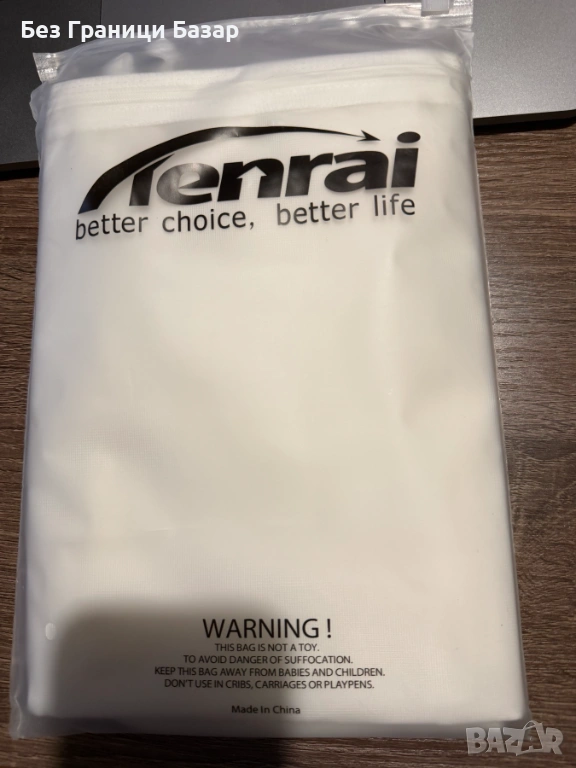 Без Граници Базар
Tenrai
better choice, better life
WARNING !
THIS BAG IS NOT A TOY.
TO AVOID DANGER OF SUFFOCATION.
KEEP THIS BAG AWAY FROM BABIES AND CHILDREN.
DON'T USE IN CRIBS, CARRIAGES OR PLAYPENS.
Made In China
BAZAR